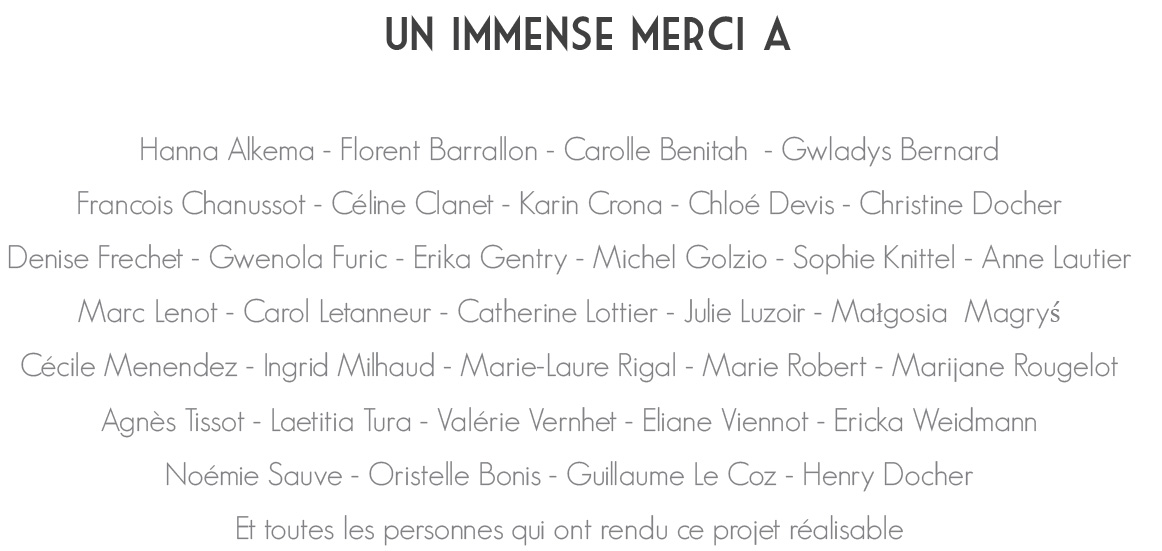 UN IMMENSE MERCI A
Hanna Alkema - Florent Barrallon - Carolle Benitah - Gwladys Bernard
Francois Chanussot - Céline Clanet - Karin Crona - Chloé Devis - Christine Docher
Denise Frechet - Gwenola Furic - Erika Gentry - Michel Golzio - Sophie Knittel - Anne Lautier
Marc Lenot - Carol Letanneur - Catherine Lottier - Julie Luzoir - Małgosia Magryś
Cécile Menendez - Ingrid Milhaud - Marie-Laure Rigal - Marie Robert - Marijane Rougelot
Agnès Tissot - Laetitia Tura - Valérie Vernhet - Eliane Viennot - Ericka Weidmann
Noémie Sauve - Oristelle Bonis - Guillaume Le Coz - Henry Docher
Et toutes les personnes qui ont rendu ce projet réalisable